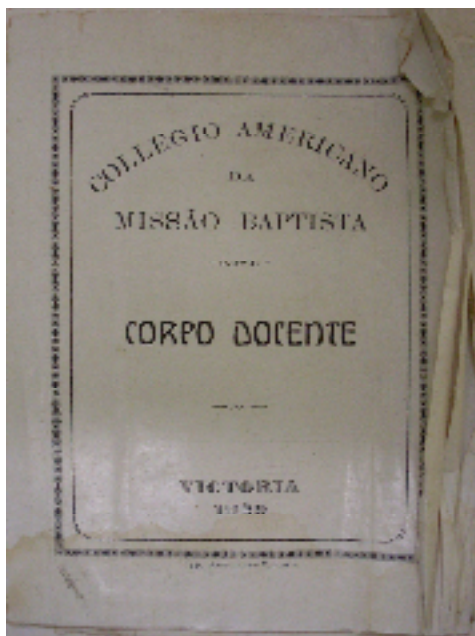 COLLEGIO AMERICANO
DA
MISSÃO BAPTISTA
CORPO DOCENTE
VICTORIA